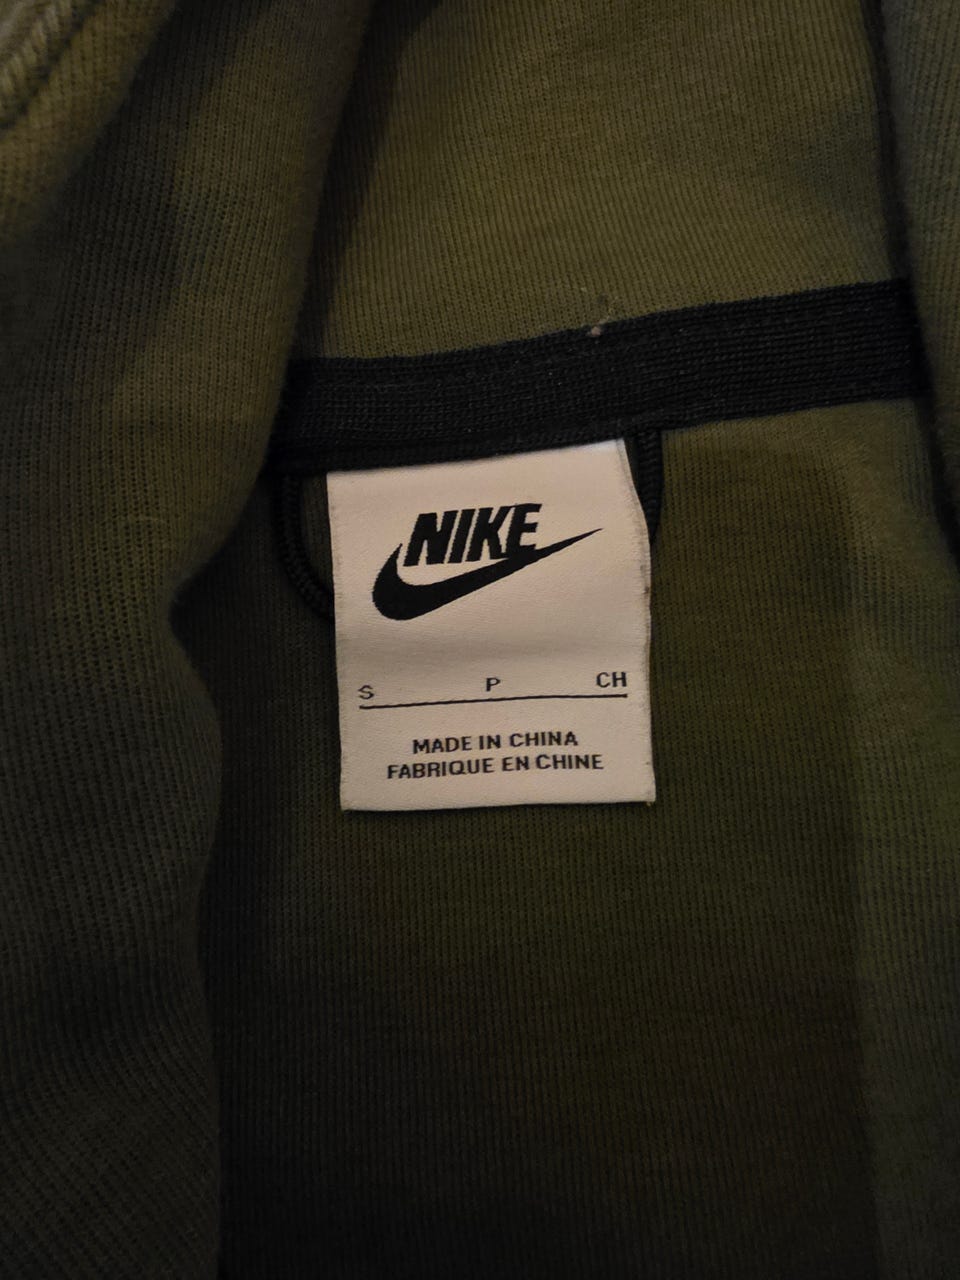 NIKE
S P CH
MADE IN CHINA
FABRIQUE EN CHINE